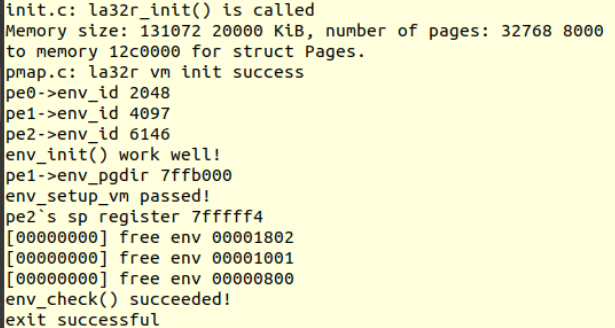 init.c: la32r_init() is called
Memory size: 131072 20000 KiB, number of pages: 32768 8000
to memory 12c0000 for struct Pages.
pmap.c: la32r vm init success
pe0->env_id 2048
pe1->env_id 4097
pe2->env_id 6146
env_init() work well!
pe1->env_pgdir 7ffb000
env_setup_vm passed!
pe2`s sp register 7fffff4
[00000000] free env 00001802
[00000000] free env 00001001
[00000000] free env 00000800
env_check() succeeded!
exit successful